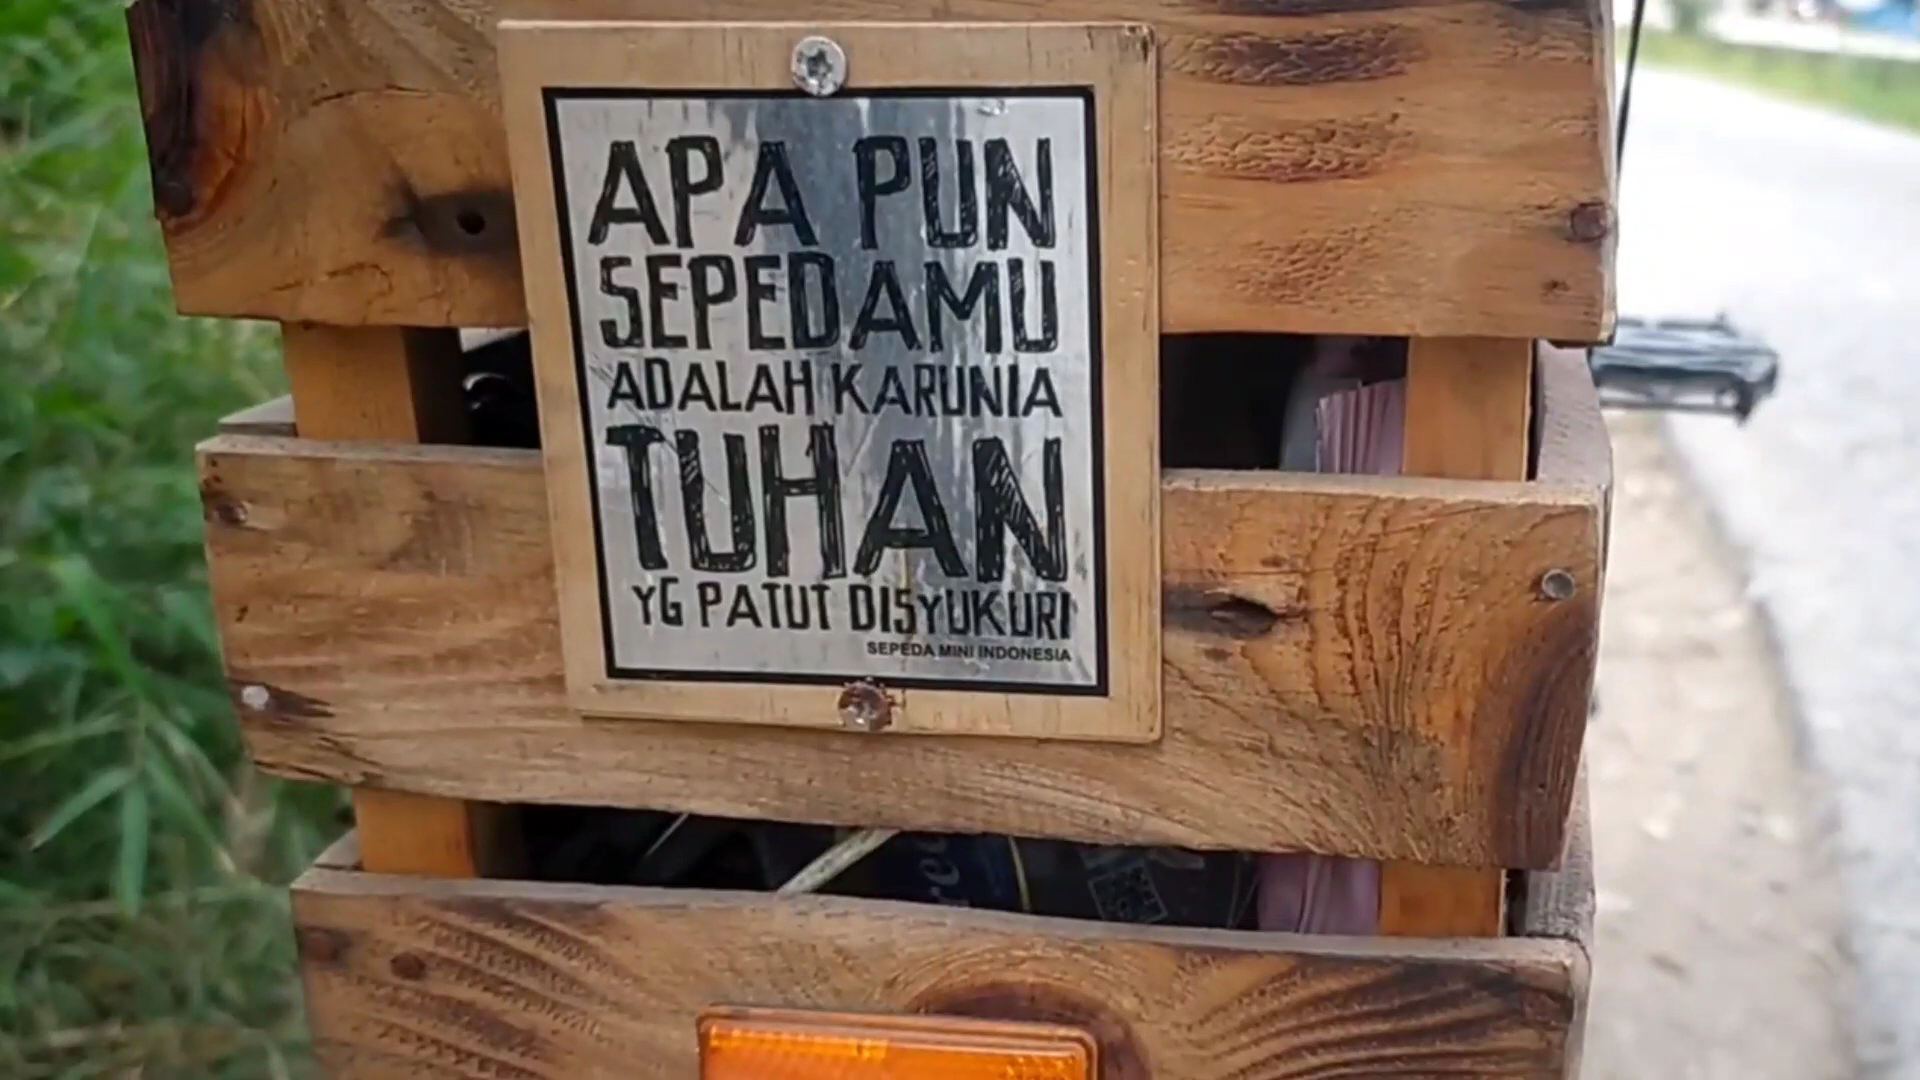 APA PUN
SEPEDAMU
ADALAH KARUNIA
TUHAN
YG PATUT DISYUKURI
SEPEDA MINI INDONESIA